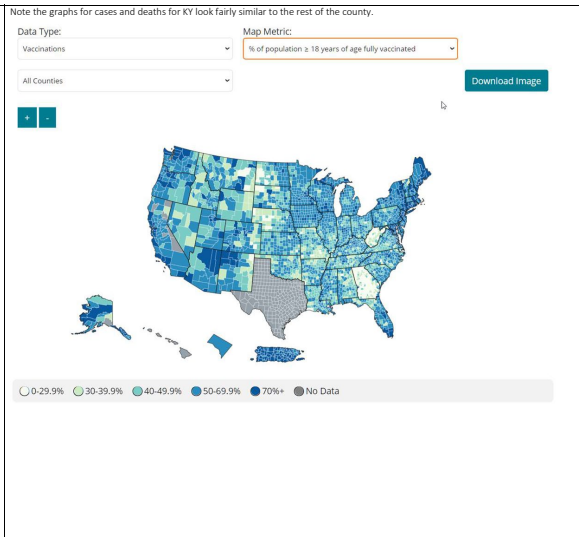 Note the graphs for cases and deaths for KY look fairly similar to the rest of the county.
Data Type:
Map Metric:
Vaccinations
% of population ≥ 18 years of age fully vaccinated
All Counties
Download Image
+ -
0-29.9% 30-39.9% 40-49.9% 50-69.9% 70%+ No Data